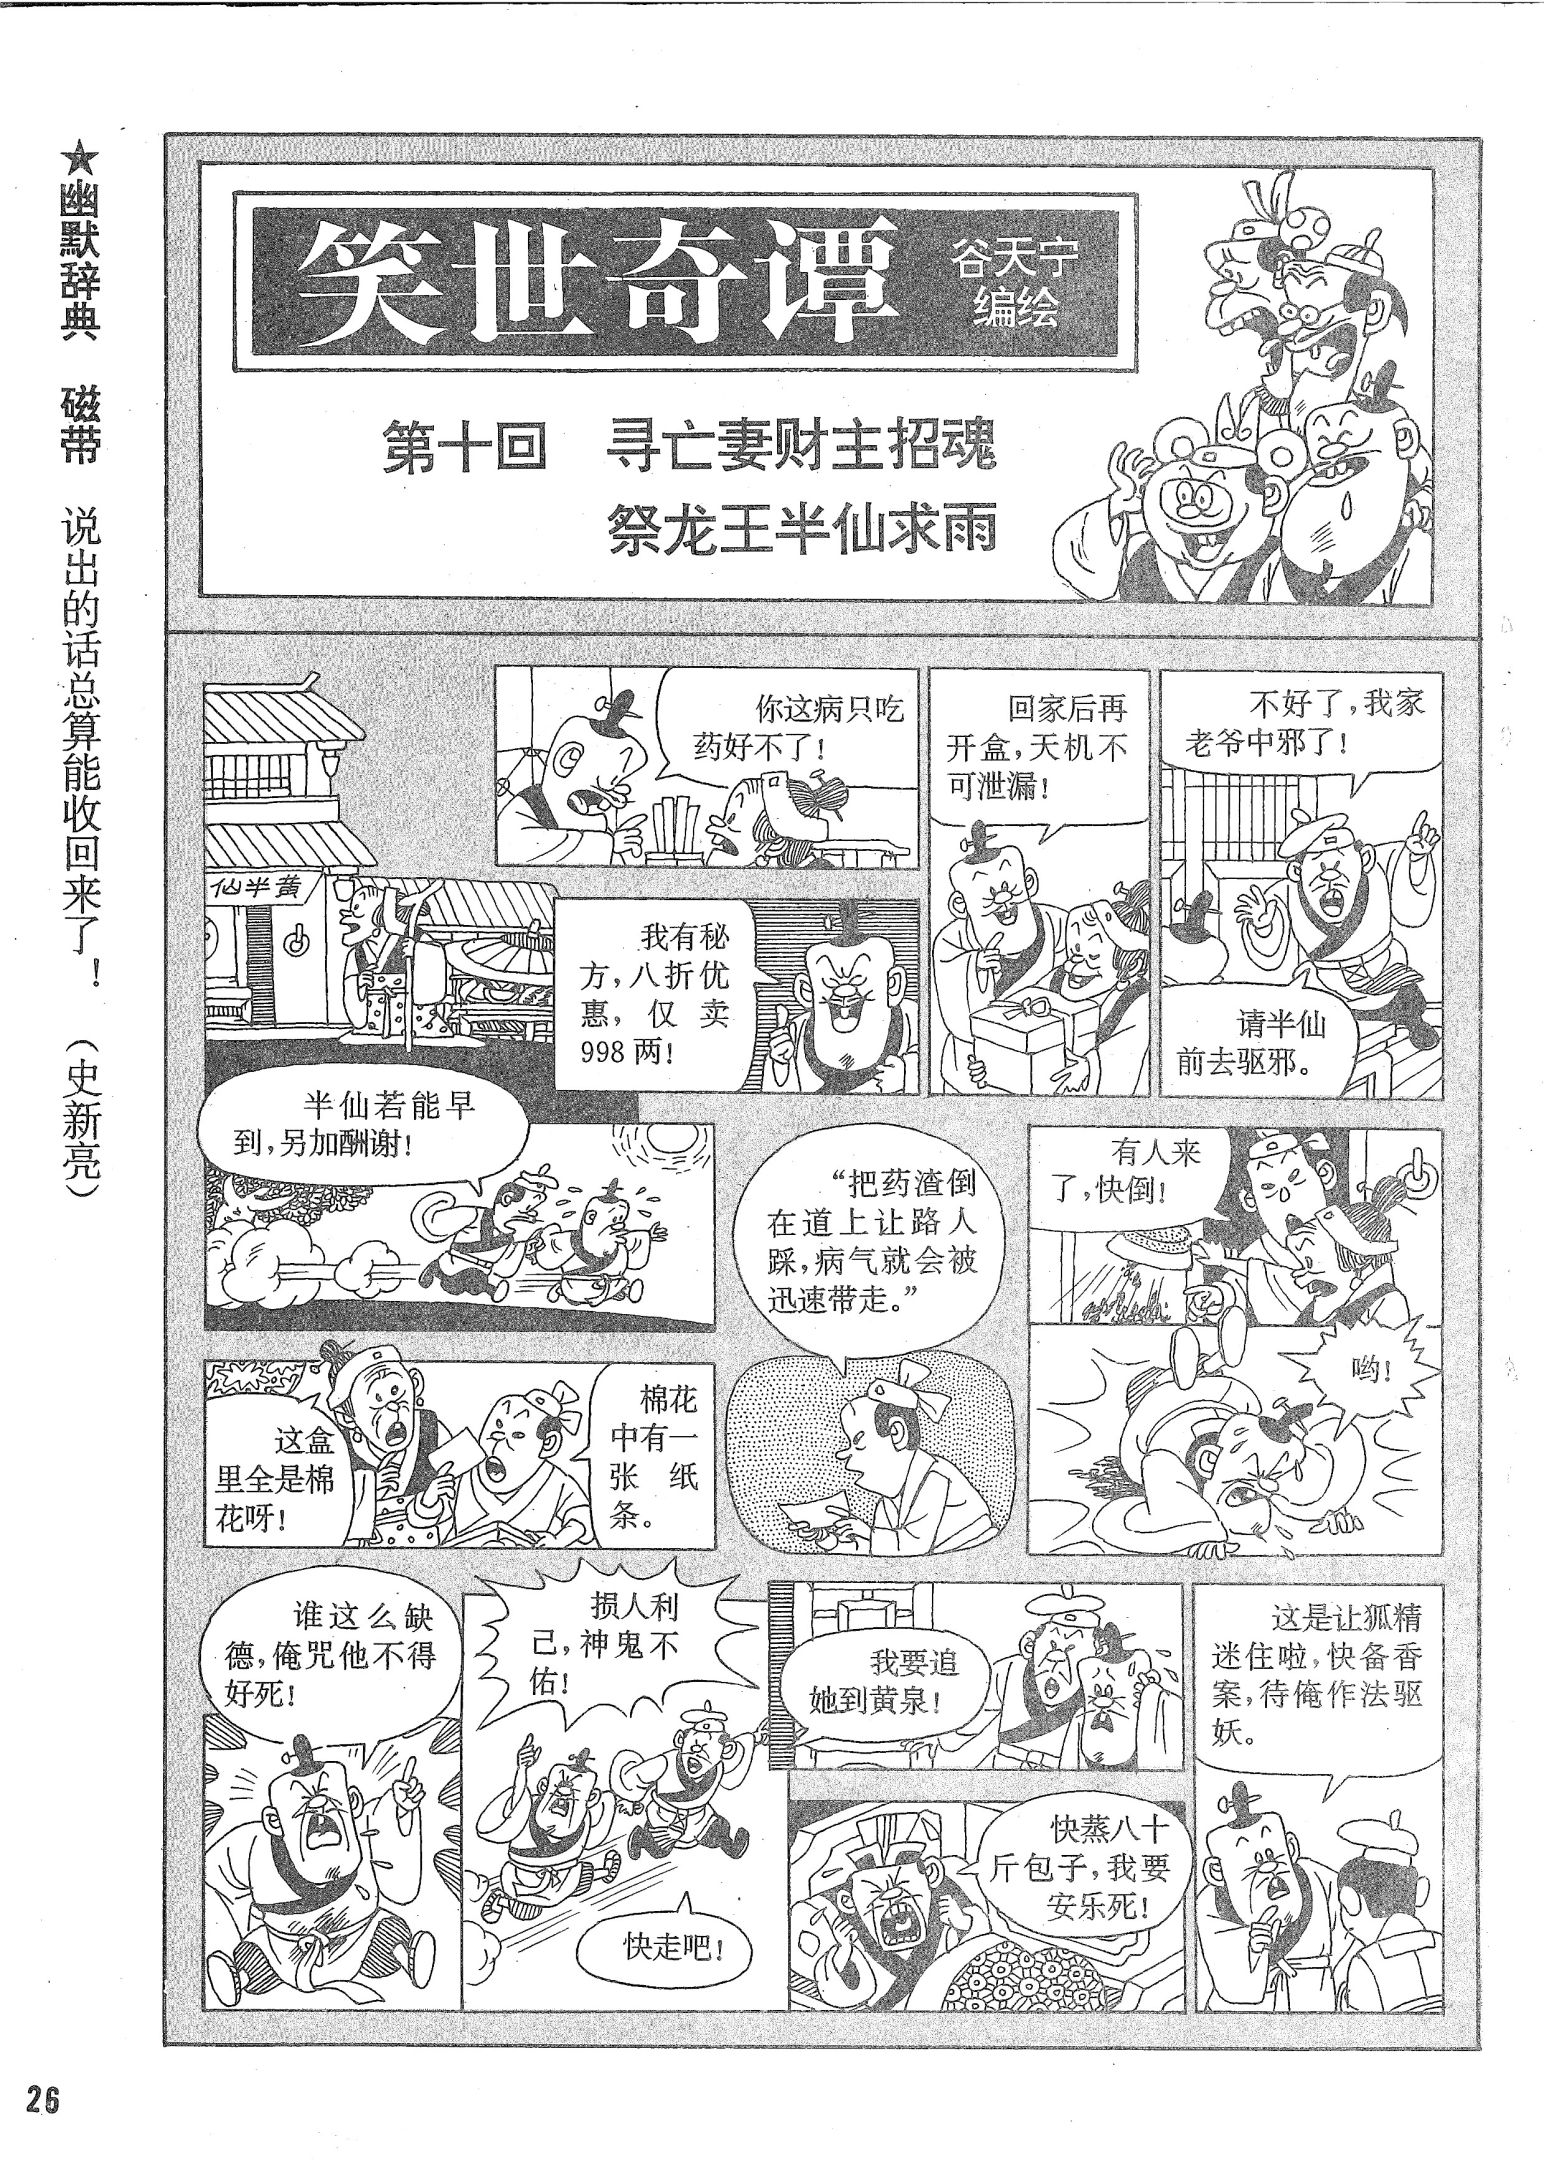 ★幽默辞典 磁带 说出的话总算能收回来了! (史新亮)
笑世奇谭
谷天宁
编绘
第十回 寻亡妻财主招魂
祭龙王半仙求雨
仙半黄
你这病只吃
药好不了!
我有秘
方,八折优
惠,仅卖
998两!
回家后再
开盒,天机不
可泄漏!
不好了,我家
老爷中邪了!
请半仙
前去驱邪。
半仙若能早
到,另加酬谢!
这盒
里全是棉
花呀!
棉花
中有一
张纸
条。
“把药渣倒
在道上让路人
踩,病气就会被
迅速带走。”
有人来
了,快倒!
哟!
谁这么缺
德,俺咒他不得
好死!
损人利
己,神鬼不
佑!
快走吧!
我要追
她到黄泉!
快蒸八十
斤包子,我要
安乐死!
这是让狐精
迷住啦,快备香
案,待俺作法驱
妖。
26